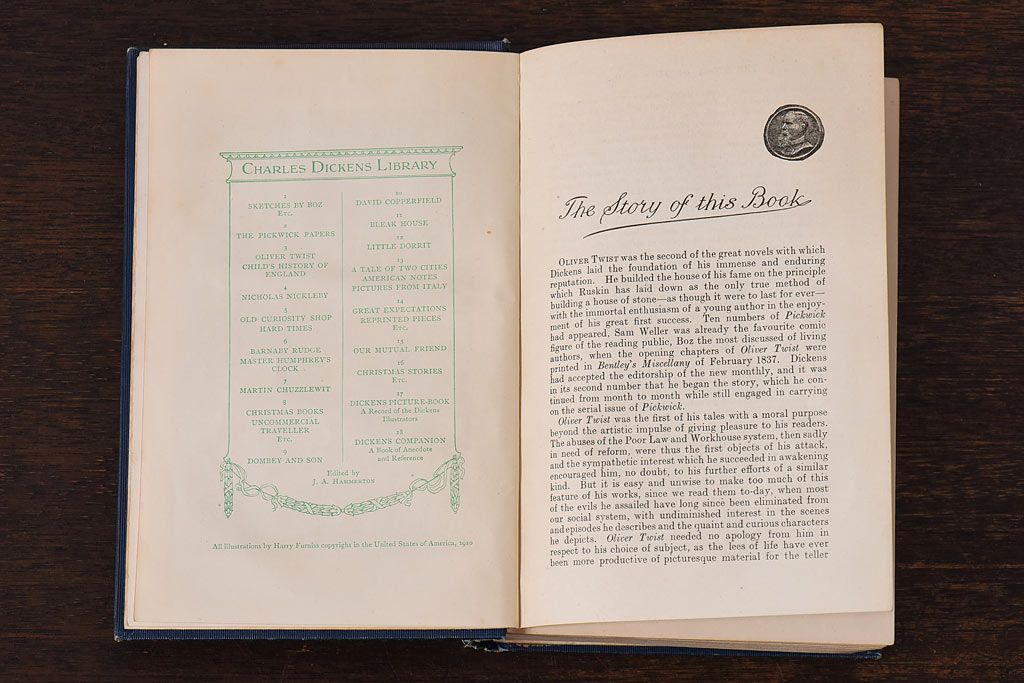 CHARLES DICKENS LIBRARY
1
SKETCHES BY BOZ
Etc.
2
THE PICKWICK PAPERS
3
OLIVER TWIST
CHILD'S HISTORY OF
ENGLAND
4
NICHOLAS NICKLEBY
5
OLD CURIOSITY SHOP
HARD TIMES
6
BARNABY RUDGE
MASTER HUMPHREY'S
CLOCK
7
MARTIN CHUZZLEWIT
8
CHRISTMAS BOOKS
UNCOMMERCIAL
TRAVELLER
Etc.
9
DOMBEY AND SON
10
DAVID COPPERFIELD
11
BLEAK HOUSE
12
LITTLE DORRIT
13
A TALE OF TWO CITIES
AMERICAN NOTES
PICTURES FROM ITALY
14
GREAT EXPECTATIONS
REPRINTED PIECES
Etc.
15
OUR MUTUAL FRIEND
16
CHRISTMAS STORIES
Etc.
17
DICKENS PICTURE-BOOK
A Record of the Dickens
Illustrators
18
DICKENS COMPANION
A Book of Anecdote
and Reference
Edited by
J. A. HAMMERTON
All illustrations by Harry Furniss copyright in the United States of America, 1910
The Story of this Book
OLIVER TWIST was the second of the great novels with which
Dickens laid the foundation of his immense and enduring
reputation. He builded the house of his fame on the principle
which Ruskin has laid down as the only true method of
building a house of stone—as though it were to last for ever—
with the immortal enthusiasm of a young author in the enjoy-
ment of his great first success. Ten numbers of Pickwick
had appeared, Sam Weller was already the favourite comic
figure of the reading public, Boz the most discussed of living
authors, when the opening chapters of Oliver Twist were
printed in Bentley's Miscellany of February 1837. Dickens
had accepted the editorship of the new monthly, and it was
in its second number that he began the story, which he con-
tinued from month to month while still engaged in carrying
on the serial issue of Pickwick.
Oliver Twist was the first of his tales with a moral purpose
beyond the artistic impulse of giving pleasure to his readers.
The abuses of the Poor Law and Workhouse system, then sadly
in need of reform, were thus the first objects of his attack,
and the sympathetic interest which he succeeded in awakening
encouraged him, no doubt, to his further efforts of a similar
kind. But it is easy and unwise to make too much of this
feature of his works, since we read them to-day, when most
of the evils he assailed have long since been eliminated from
our social system, with undiminished interest in the scenes
and episodes he describes and the quaint and curious characters
he depicts. Oliver Twist needed no apology from him in
respect to his choice of subject, as the lees of life have ever
been more productive of picturesque material for the teller